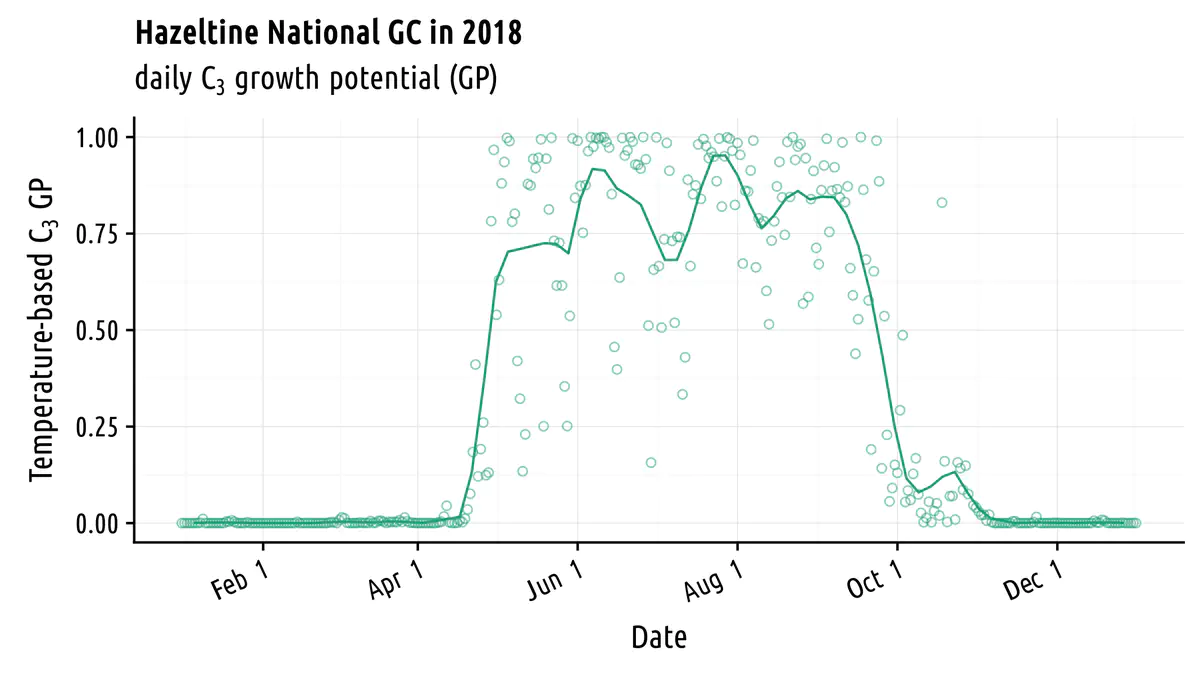 Hazeltine National GC in 2018
daily C₃ growth potential (GP)
Temperature-based C₃ GP
1.00
0.75
0.50
0.25
0.00
Feb 1
Apr 1
Jun 1
Aug 1
Oct 1
Dec 1
Date